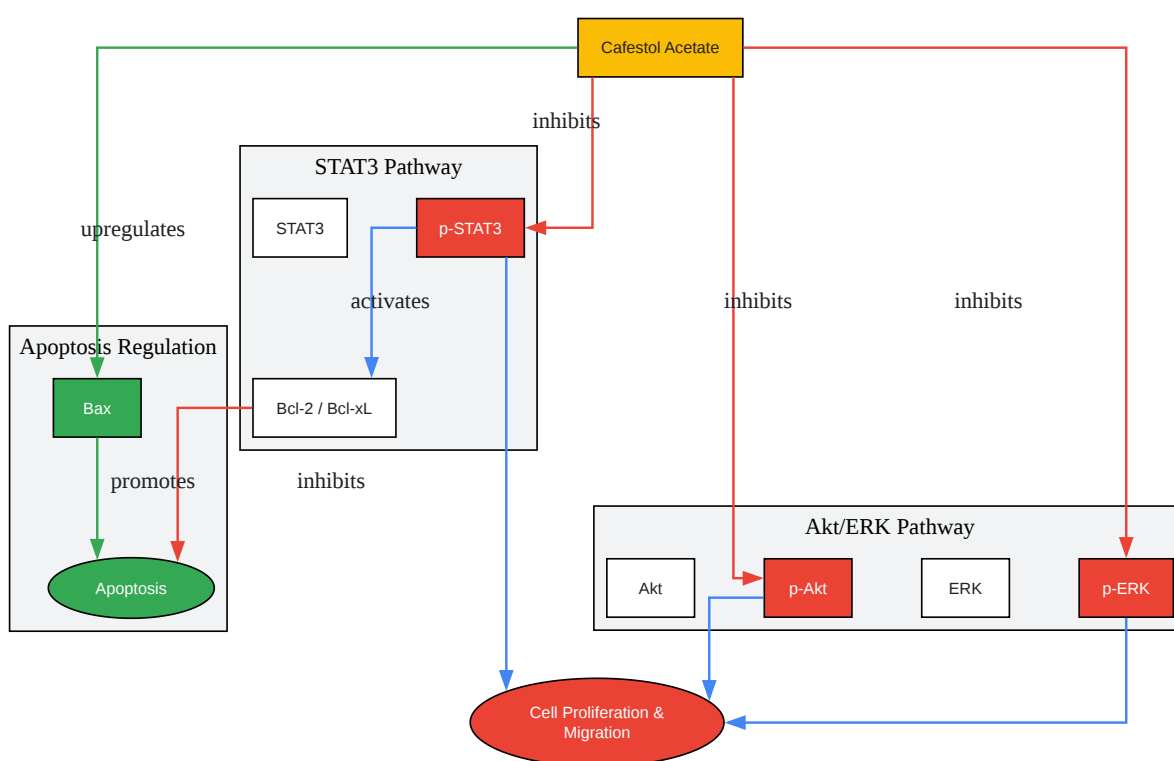 Cafestol Acetate
inhibits
STAT3 Pathway
STAT3
p-STAT3
upregulates
activates
inhibits
inhibits
Apoptosis Regulation
Bax
Bcl-2 / Bcl-xL
promotes
inhibits
Akt/ERK Pathway
Apoptosis
Akt
p-Akt
ERK
p-ERK
Cell Proliferation &
Migration